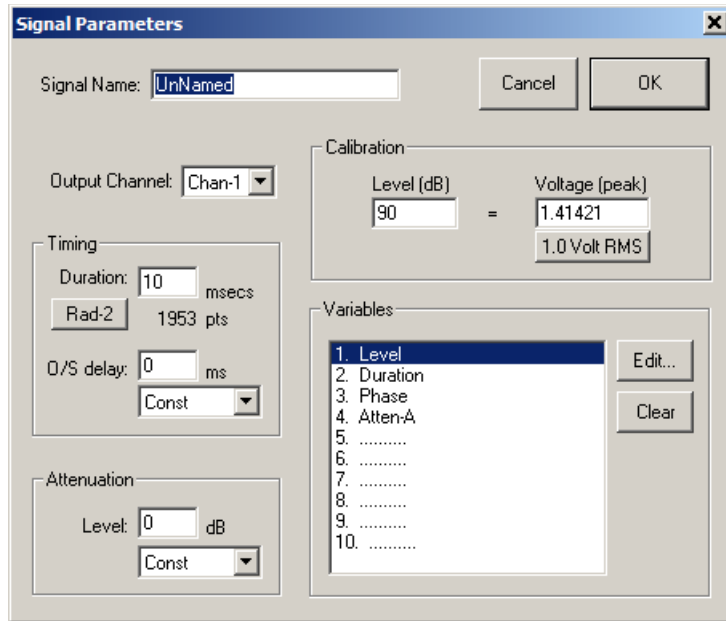 Signal Parameters
Signal Name: UnNamed
Cancel
OK
Output Channel: Chan-1
Calibration
Level (dB)
Voltage (peak)
90 = 1.41421
1.0 Volt RMS
Timing
Duration: 10 msecs
Rad-2
1953 pts
O/S delay: 0 ms
Const
Attenuation
Level: 0 dB
Const
Variables
1. Level
2. Duration
3. Phase
4. Atten-A
5. ..........
6. ..........
7. ..........
8. ..........
9. ..........
10. ..........
Edit...
Clear